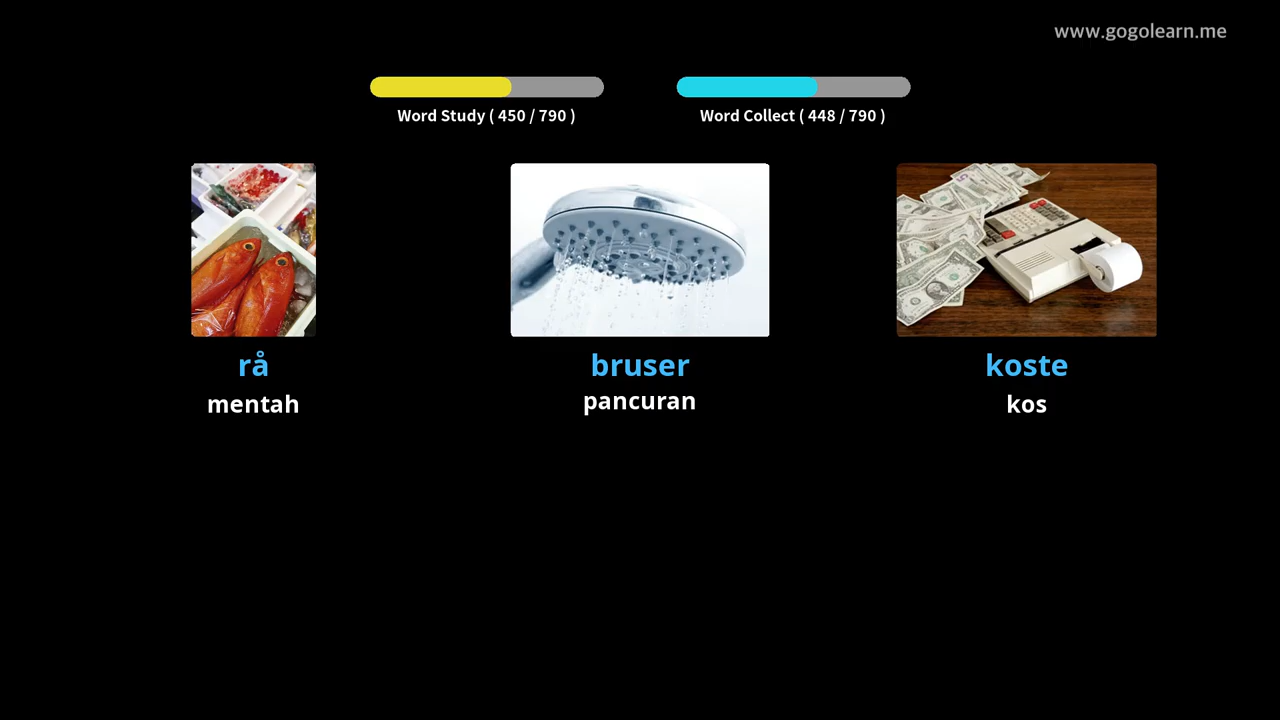 www.gogolearn.me
Word Study ( 450 / 790 )
Word Collect ( 448 / 790 )
rå
mentah
bruser
pancuran
koste
kos